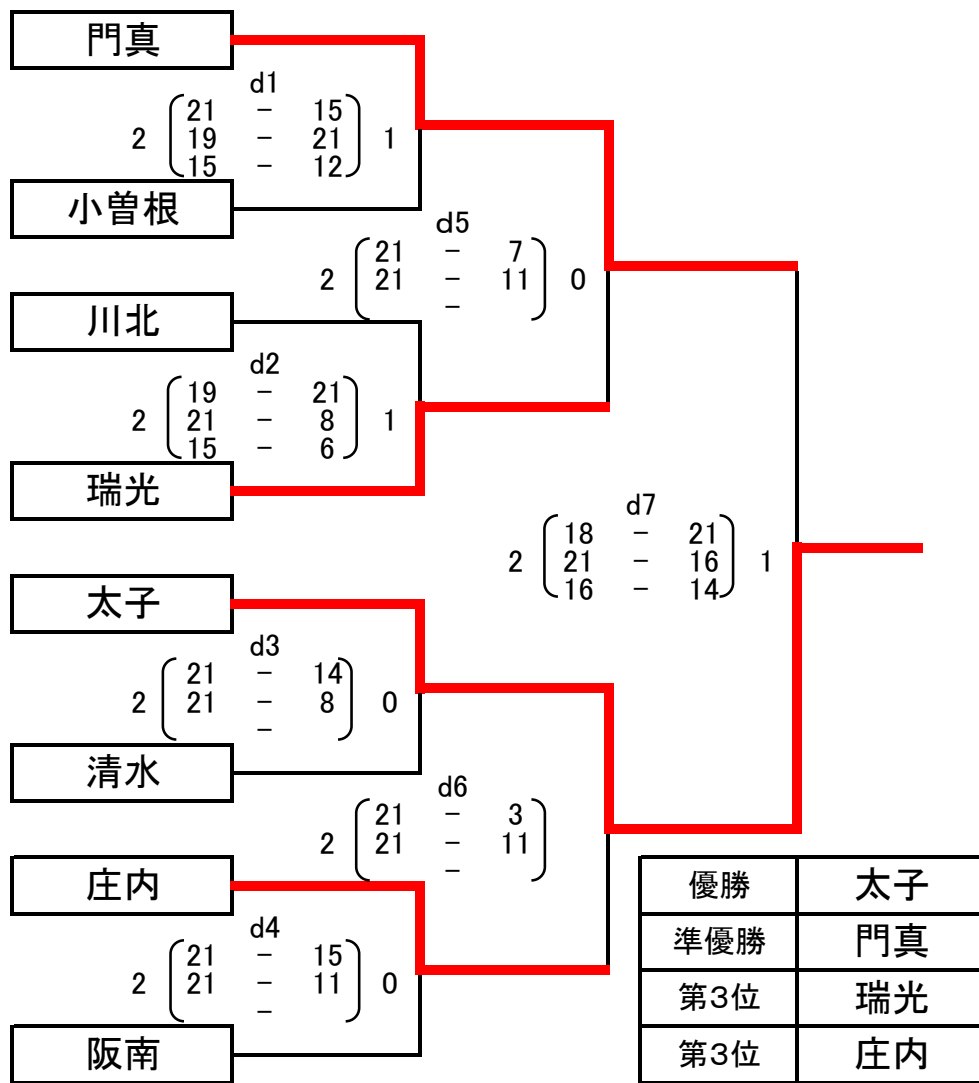 門真
d1
21 - 15
2 19 - 21 1
15 - 12
小曽根
d5
21 - 7
2 21 - 11 0
-
川北
d2
19 - 21
2 21 - 8 1
15 - 6
瑞光
d7
18 - 21
2 21 - 16 1
16 - 14
太子
d3
21 - 14
2 21 - 8 0
-
清水
d6
21 - 3
2 21 - 11
-
庄内
d4
21 - 15
2 21 - 11 0
-
阪南
優勝 太子
準優勝 門真
第3位 瑞光
第3位 庄内